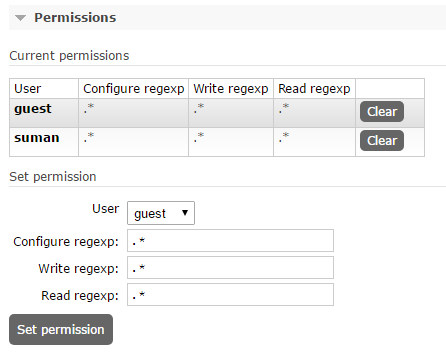 Permissions
Current permissions
User Configure regexp Write regexp Read regexp
guest .* .* .* Clear
suman .* .* .* Clear
Set permission
User guest
Configure regexp: .*
Write regexp: .*
Read regexp: .*
Set permission